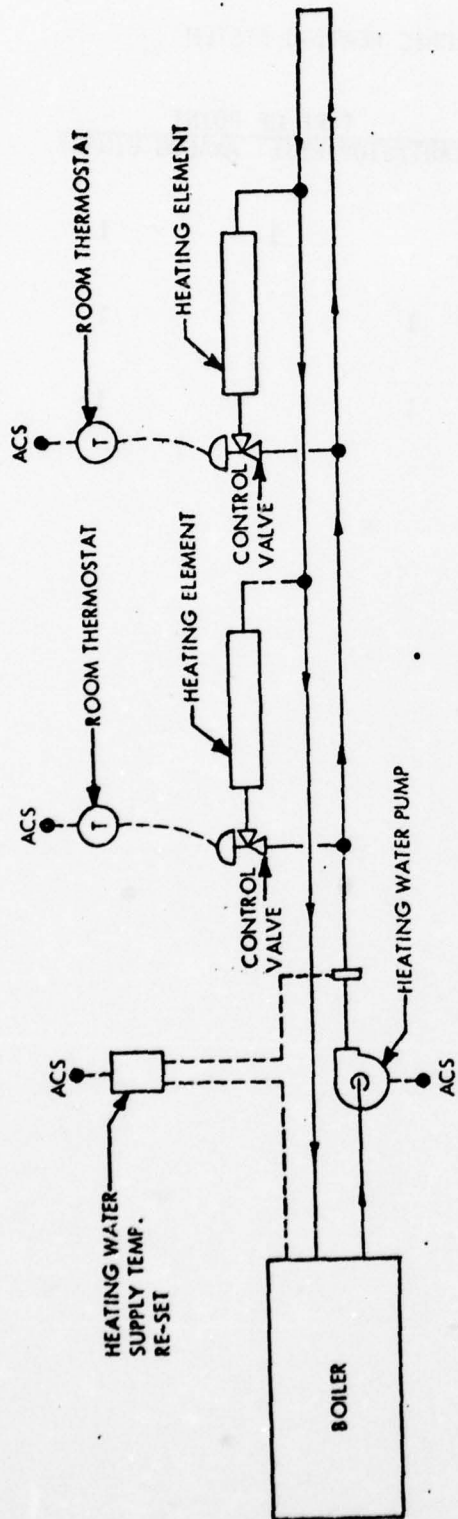 ACS
ROOM THERMOSTAT
T
ACS
ROOM THERMOSTAT
T
ACS
HEATING WATER
SUPPLY TEMP.
RE-SET
CONTROL
VALVE
HEATING ELEMENT
CONTROL
VALVE
HEATING ELEMENT
BOILER
HEATING WATER PUMP
ACS